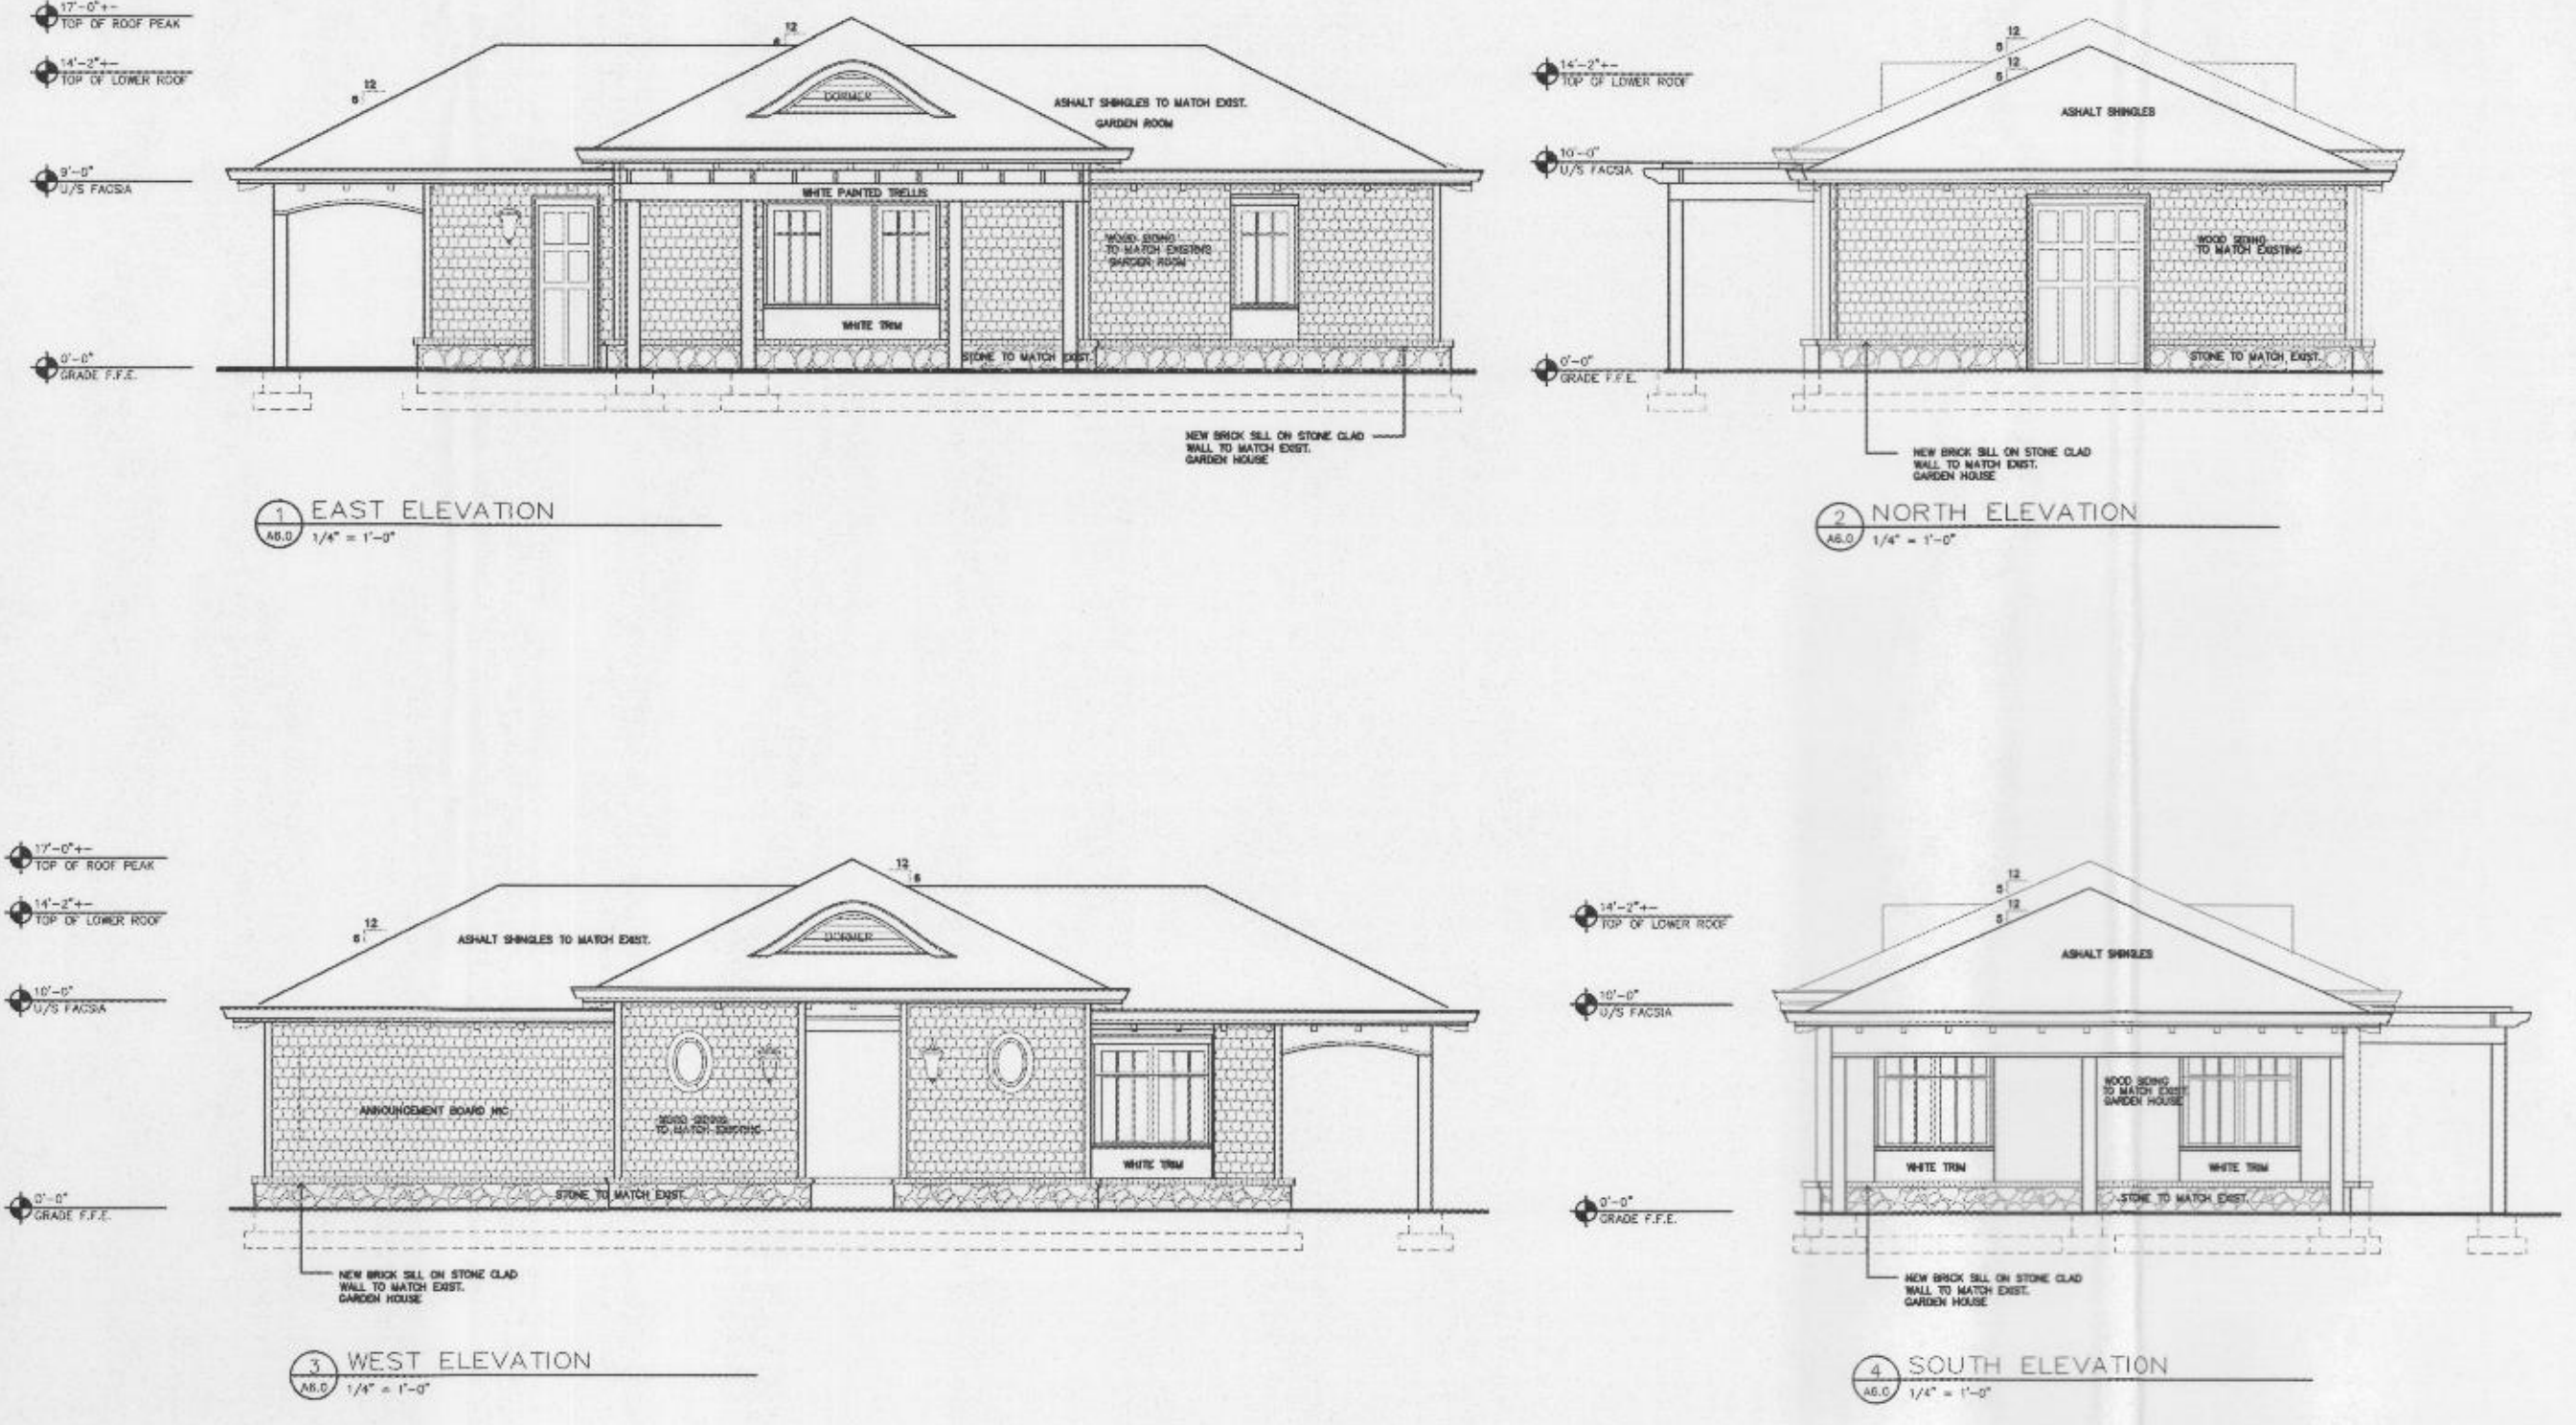 17'-0"+-
TOP OF ROOF PEAK
14'-2"+-
TOP OF LOWER ROOF
9'-0"
U/S FACSIA
0'-0"
GRADE F.F.E.
12
6
12
6
DORMER
ASHALT SHINGLES TO MATCH EXIST.
GARDEN ROOM
WHITE PAINTED TRELLIS
WOOD SIDING
TO MATCH EXISTING
GARDEN ROOM
WHITE TRIM
STONE TO MATCH EXIST.
NEW BRICK SILL ON STONE CLAD
WALL TO MATCH EXIST.
GARDEN HOUSE
1
A6.0
EAST ELEVATION
1/4" = 1'-0"
14'-2"+-
TOP OF LOWER ROOF
10'-0"
U/S FACSIA
0'-0"
GRADE F.F.E.
12
12
ASHALT SHINGLES
WOOD SIDING
TO MATCH EXISTING
STONE TO MATCH EXIST.
NEW BRICK SILL ON STONE CLAD
WALL TO MATCH EXIST.
GARDEN HOUSE
2
A6.0
NORTH ELEVATION
1/4" = 1'-0"
17'-0"+-
TOP OF ROOF PEAK
14'-2"+-
TOP OF LOWER ROOF
10'-0"
U/S FACSIA
0'-0"
GRADE F.F.E.
12
12
6
DORMER
ASHALT SHINGLES TO MATCH EXIST.
ANNOUNCEMENT BOARD NIC
WOOD SIDING
TO MATCH EXISTING
WHITE TRIM
STONE TO MATCH EXIST.
NEW BRICK SILL ON STONE CLAD
WALL TO MATCH EXIST.
GARDEN HOUSE
3
A6.0
WEST ELEVATION
1/4" = 1'-0"
14'-2"+-
TOP OF LOWER ROOF
10'-0"
U/S FACSIA
0'-0"
GRADE F.F.E.
12
12
ASHALT SHINGLES
WOOD SIDING
TO MATCH EXIST.
GARDEN HOUSE
WHITE TRIM
WHITE TRIM
STONE TO MATCH EXIST.
NEW BRICK SILL ON STONE CLAD
WALL TO MATCH EXIST.
GARDEN HOUSE
4
A6.0
SOUTH ELEVATION
1/4" = 1'-0"